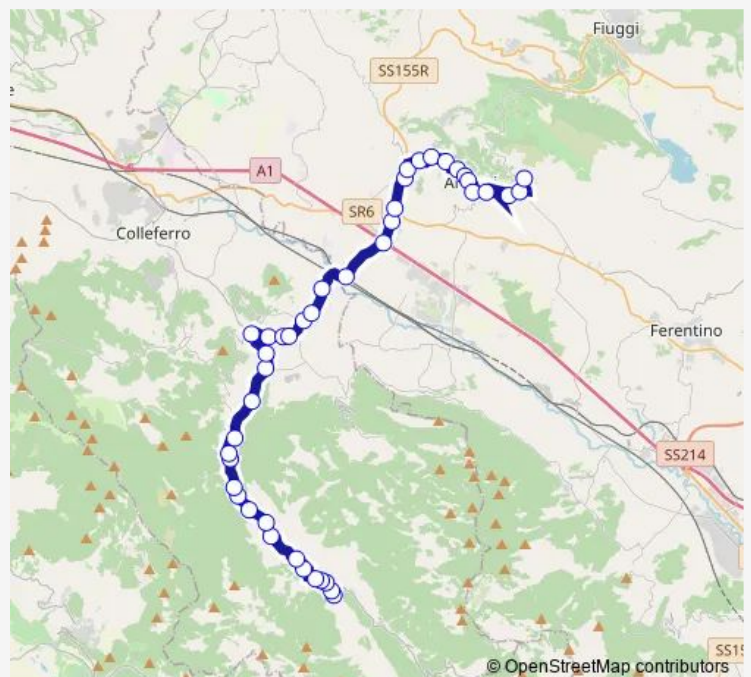 Fiuggi
SS155R
A1
SR6
Colleferro
Ferentino
SS214
© OpenStreetMap contributors